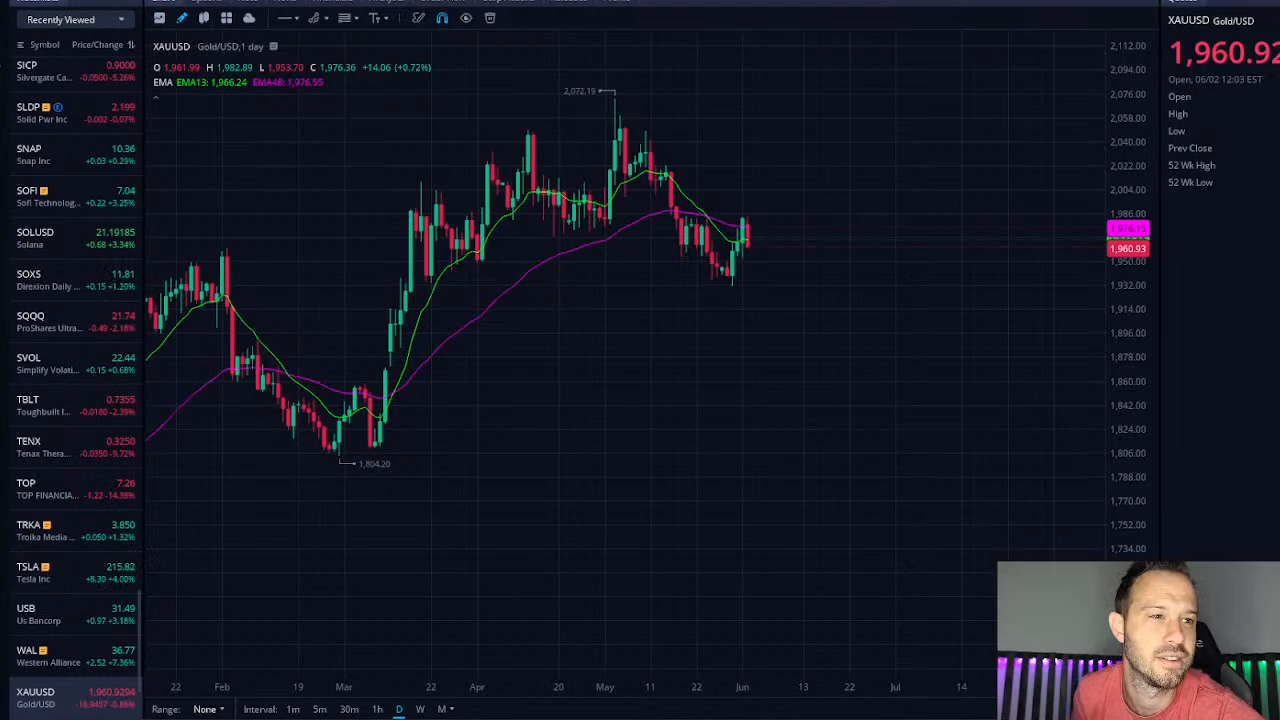 Recently Viewed
XAUUSD Gold/USD
Symbol Price/Change
1,960.92
Open, 06/02 12:03 EST
Open
High
Low
Prev Close
52 Wk High
52 Wk Low
SICP 0.9000
Silvergate Ca... -0.0500 -5.26%
SLDP E 2.199
Solid Pwr Inc -0.002 -0.07%
SNAP 10.36
Snap Inc +0.03 +0.29%
SOFI 7.04
Sofi Technolog... +0.22 +3.25%
SOLUSD 21.19185
Solana +0.68 +3.34%
SOXS 11.81
Direxion Daily ... +0.15 +1.29%
SQQQ 21.74
ProShares Ultra... -0.49 -2.18%
SVOL 22.44
Simplify Volati... +0.15 +0.68%
TBLT 0.7355
Toughbuilt I... -0.0180 -2.39%
TENX 0.3250
Tenax Thera... -0.0350 -9.72%
TOP 7.26
TOP FINANCIA... -1.22 -14.39%
TRKA 3.850
Troika Media ... +0.050 +1.32%
TSLA 215.82
Tesla Inc +8.30 +4.00%
USB 31.49
Us Bancorp +0.97 +3.18%
WAL 36.77
Western Alliance +2.52 +7.36%
XAUUSD 1,960.9294
Gold/USD -16.9457 -0.86%
XAUUSD Gold/USD,1 day
O 1,961.99 H 1,982.89 L 1,953.70 C 1,976.36 +14.06 (+0.72%)
EMA EMA13: 1,966.24 EMA48: 1,976.55
2,072.19
1,804.20
2,112.00
2,094.00
2,076.00
2,058.00
2,040.00
2,022.00
2,004.00
1,986.00
1,976.15
1,960.93
1,950.00
1,932.00
1,914.00
1,896.00
1,878.00
1,860.00
1,842.00
1,824.00
1,806.00
1,788.00
1,770.00
1,752.00
1,734.00
22 Feb 19 Mar 22 Apr 20 May 11 22 Jun 13 22 Jul 14
Range: None Interval: 1m 5m 30m 1h D W M